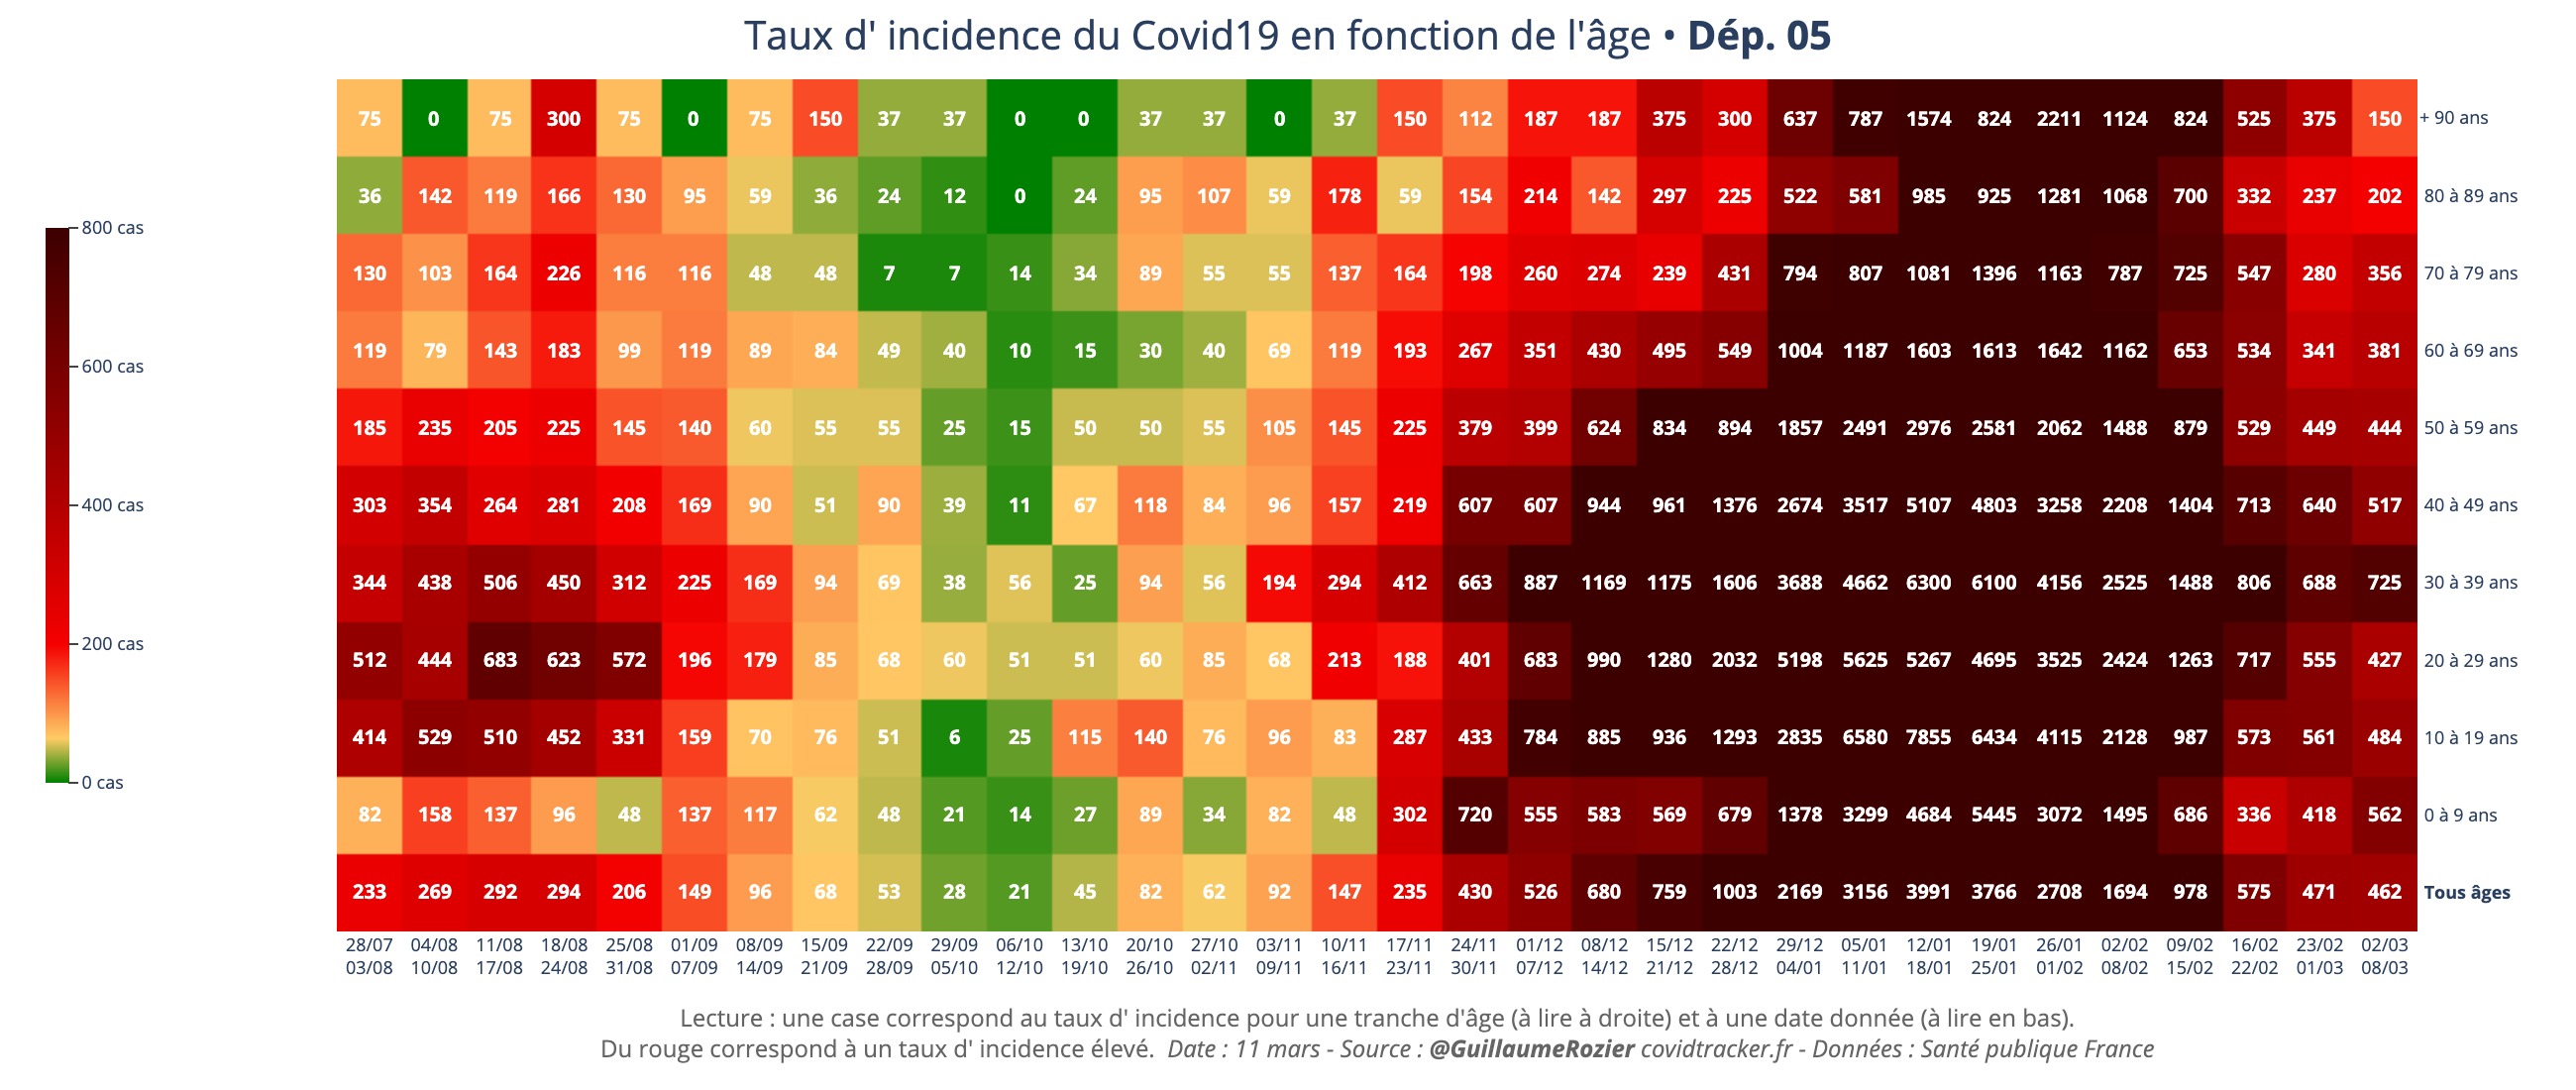 Taux d' incidence du Covid19 en fonction de l'âge • Dép. 05
75 0 75 300 75 0 75 150 37 37 0 0 37 37 0 37 150 112 187 187 375 300 637 787 1574 824 2211 1124 824 525 375 150 + 90 ans
36 142 119 166 130 95 59 36 24 12 0 24 95 107 59 178 59 154 214 142 297 225 522 581 985 925 1281 1068 700 332 237 202 80 à 89 ans
800 cas
130 103 164 226 116 116 48 48 7 7 14 34 89 55 55 137 164 198 260 274 239 431 794 807 1081 1396 1163 787 725 547 280 356 70 à 79 ans
119 79 143 183 99 119 89 84 49 40 10 15 30 40 69 119 193 267 351 430 495 549 1004 1187 1603 1613 1642 1162 653 534 341 381 60 à 69 ans
600 cas
185 235 205 225 145 140 60 55 55 25 15 50 50 55 105 145 225 379 399 624 834 894 1857 2491 2976 2581 2062 1488 879 529 449 444 50 à 59 ans
400 cas
303 354 264 281 208 169 90 51 90 39 11 67 118 84 96 157 219 607 607 944 961 1376 2674 3517 5107 4803 3258 2208 1404 713 640 517 40 à 49 ans
344 438 506 450 312 225 169 94 69 38 56 25 94 56 194 294 412 663 887 1169 1175 1606 3688 4662 6300 6100 4156 2525 1488 806 688 725 30 à 39 ans
200 cas
512 444 683 623 572 196 179 85 68 60 51 51 60 85 68 213 188 401 683 990 1280 2032 5198 5625 5267 4695 3525 2424 1263 717 555 427 20 à 29 ans
414 529 510 452 331 159 70 76 51 6 25 115 140 76 96 83 287 433 784 885 936 1293 2835 6580 7855 6434 4115 2128 987 573 561 484 10 à 19 ans
0 cas
82 158 137 96 48 137 117 62 48 21 14 27 89 34 82 48 302 720 555 583 569 679 1378 3299 4684 5445 3072 1495 686 336 418 562 0 à 9 ans
233 269 292 294 206 149 96 68 53 28 21 45 82 62 92 147 235 430 526 680 759 1003 2169 3156 3991 3766 2708 1694 978 575 471 462 Tous âges
28/07 04/08 11/08 18/08 25/08 01/09 08/09 15/09 22/09 29/09 06/10 13/10 20/10 27/10 03/11 10/11 17/11 24/11 01/12 08/12 15/12 22/12 29/12 05/01 12/01 19/01 26/01 02/02 09/02 16/02 23/02 02/03
03/08 10/08 17/08 24/08 31/08 07/09 14/09 21/09 28/09 05/10 12/10 19/10 26/10 02/11 09/11 16/11 23/11 30/11 07/12 14/12 21/12 28/12 04/01 11/01 18/01 25/01 01/02 08/02 15/02 22/02 01/03 08/03
Lecture : une case correspond au taux d' incidence pour une tranche d'âge (à lire à droite) et à une date donnée (à lire en bas).
Du rouge correspond à un taux d' incidence élevé. Date : 11 mars - Source : @GuillaumeRozier covidtracker.fr - Données : Santé publique France